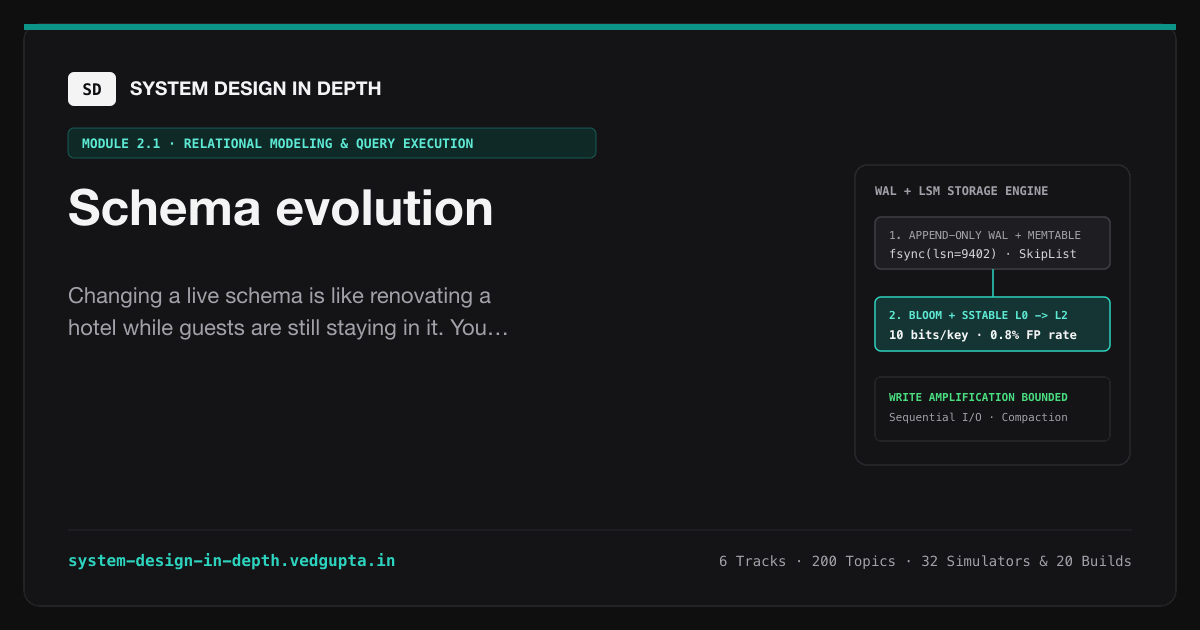 SD SYSTEM DESIGN IN DEPTH
MODULE 2.1 · RELATIONAL MODELING & QUERY EXECUTION
Schema evolution
Changing a live schema is like renovating a
hotel while guests are still staying in it. You…
WAL + LSM STORAGE ENGINE
1. APPEND-ONLY WAL + MEMTABLE
fsync(lsn=9402) · SkipList
2. BLOOM + SSTABLE L0 -> L2
10 bits/key · 0.8% FP rate
WRITE AMPLIFICATION BOUNDED
Sequential I/O · Compaction
system-design-in-depth.vedgupta.in
6 Tracks · 200 Topics · 32 Simulators & 20 Builds